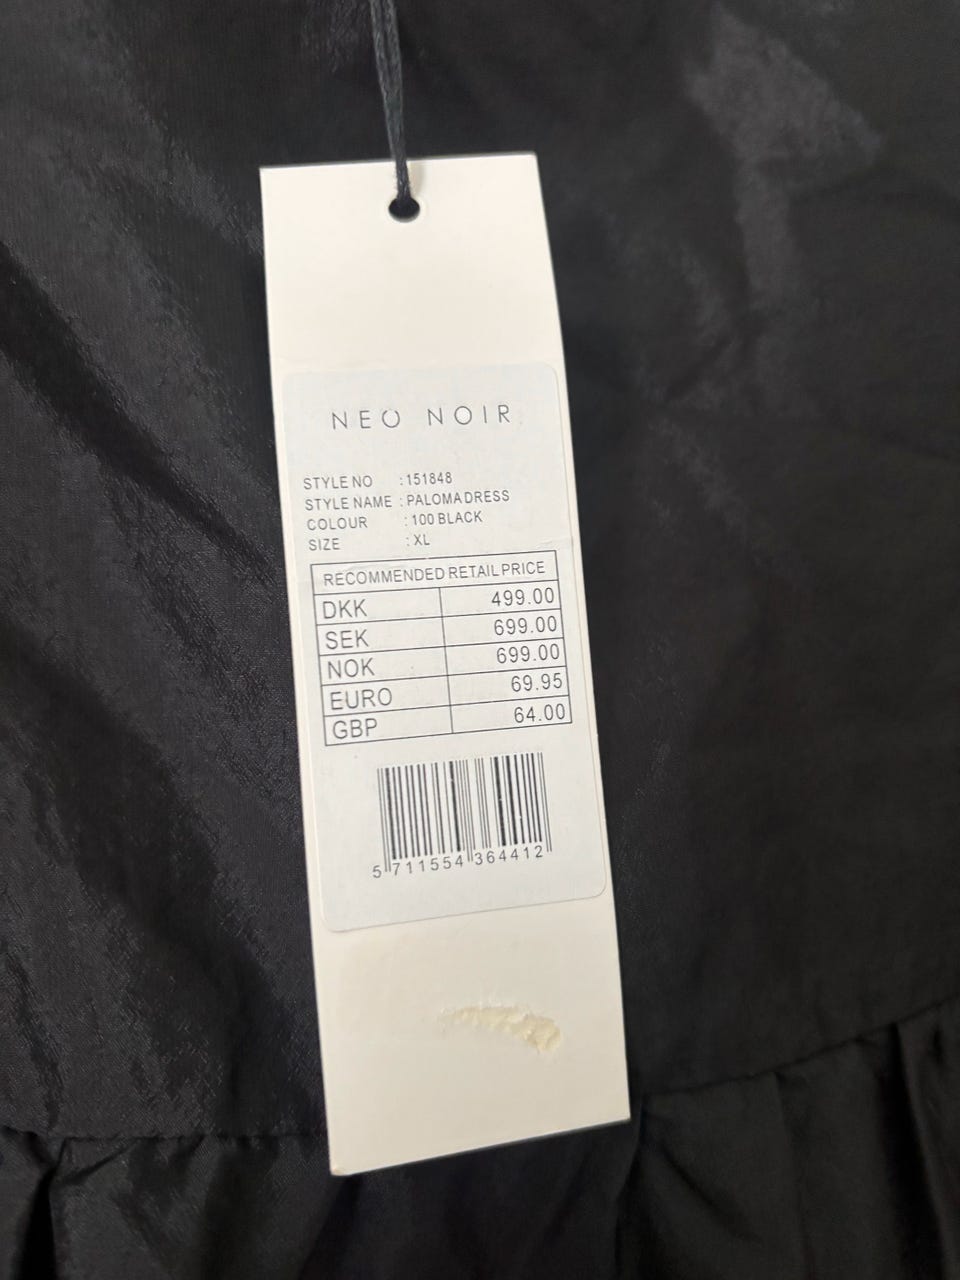 NEO NOIR
STYLE NO : 151848
STYLE NAME : PALOMA DRESS
COLOUR : 100 BLACK
SIZE : XL
RECOMMENDED RETAIL PRICE
DKK 499.00
SEK 699.00
NOK 699.00
EURO 69.95
GBP 64.00
5 711554 364412